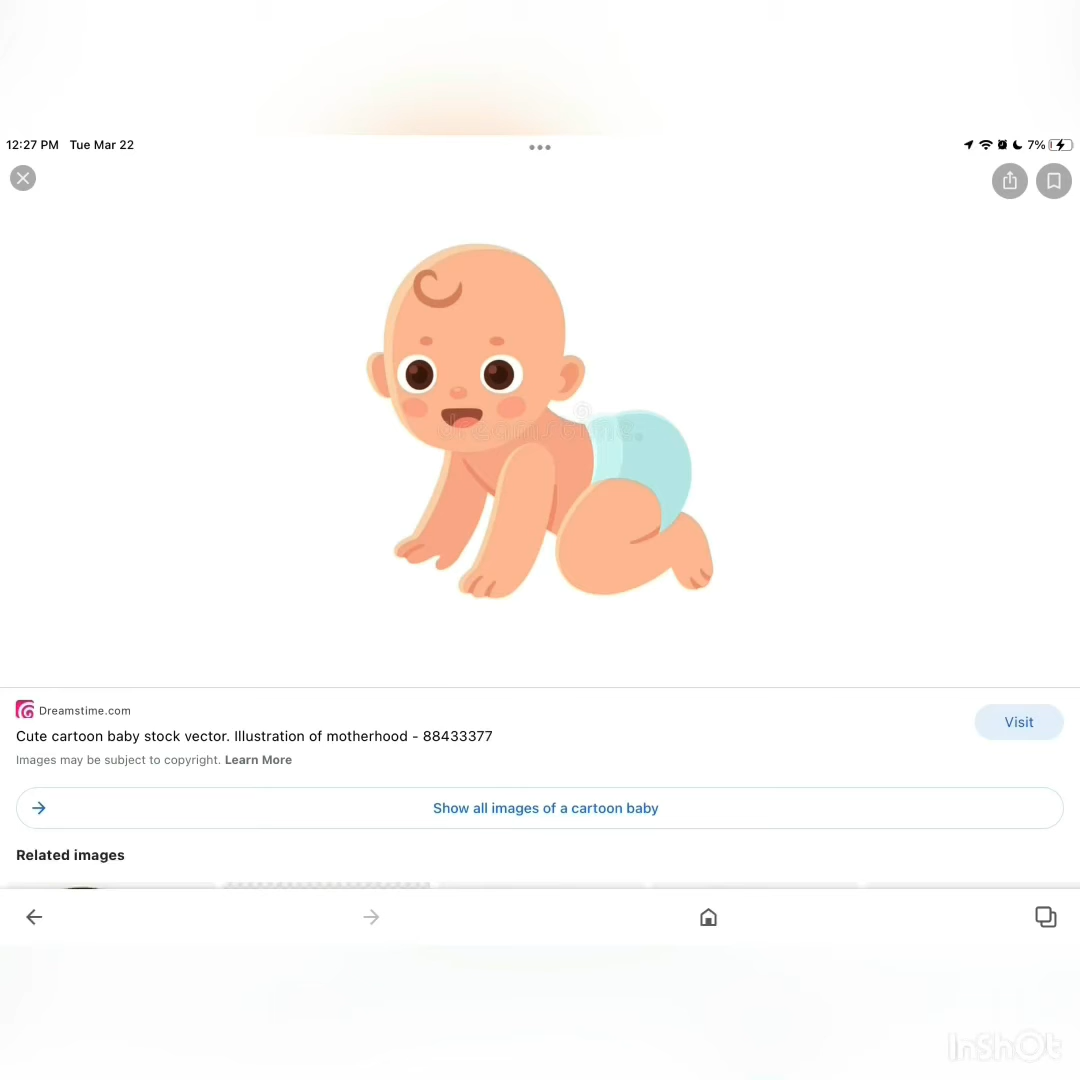 12:27 PM Tue Mar 22
7%
dreamstime.
Dreamstime.com
Cute cartoon baby stock vector. Illustration of motherhood - 88433377
Visit
Images may be subject to copyright. Learn More
Show all images of a cartoon baby
Related images
InShOt